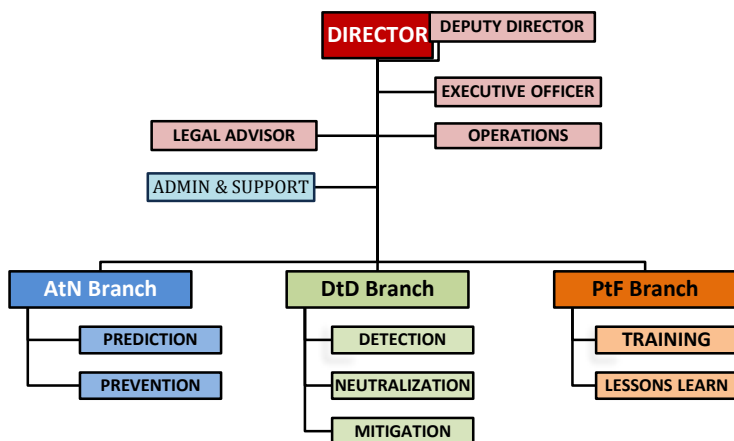 DIRECTOR
DEPUTY DIRECTOR
EXECUTIVE OFFICER
LEGAL ADVISOR
OPERATIONS
ADMIN & SUPPORT
AtN Branch
DtD Branch
PtF Branch
PREDICTION
DETECTION
TRAINING
PREVENTION
NEUTRALIZATION
LESSONS LEARN
MITIGATION